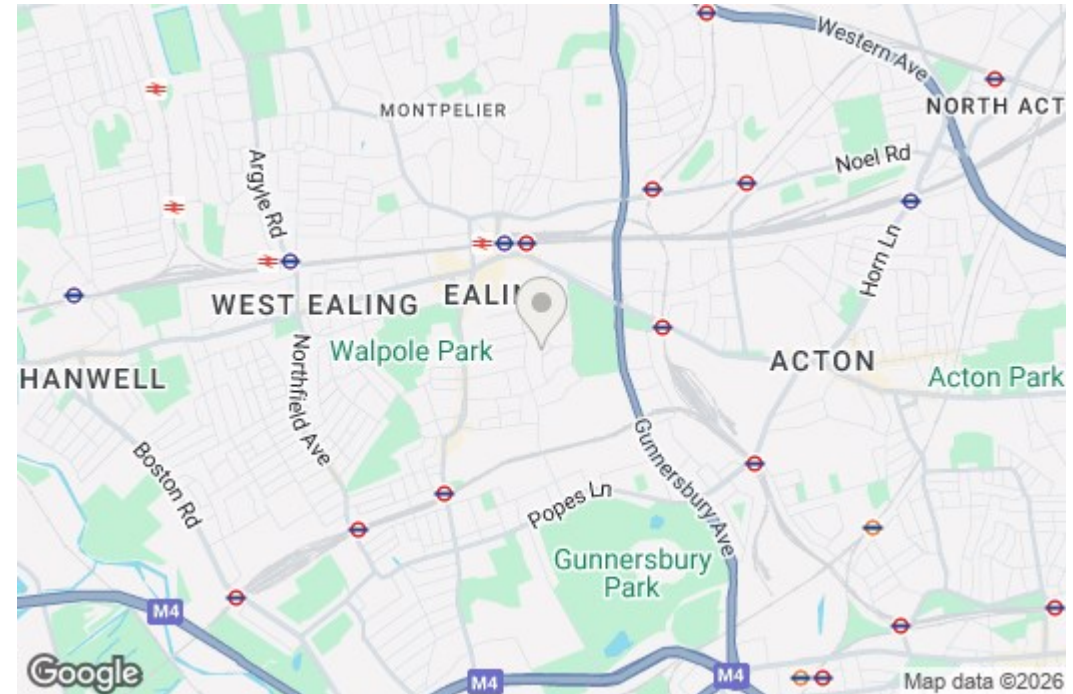 Western Ave
NORTH ACT
MONTPELIER
Noel Rd
Argyle Rd
Horn Ln
WEST EALING
EALIN
Walpole Park
ACTON
HANWELL
Acton Park
Northfield Ave
Gunnersbury Ave
Boston Rd
Popes Ln
Gunnersbury
Park
M4
M4
M4
Google
Map data ©2026